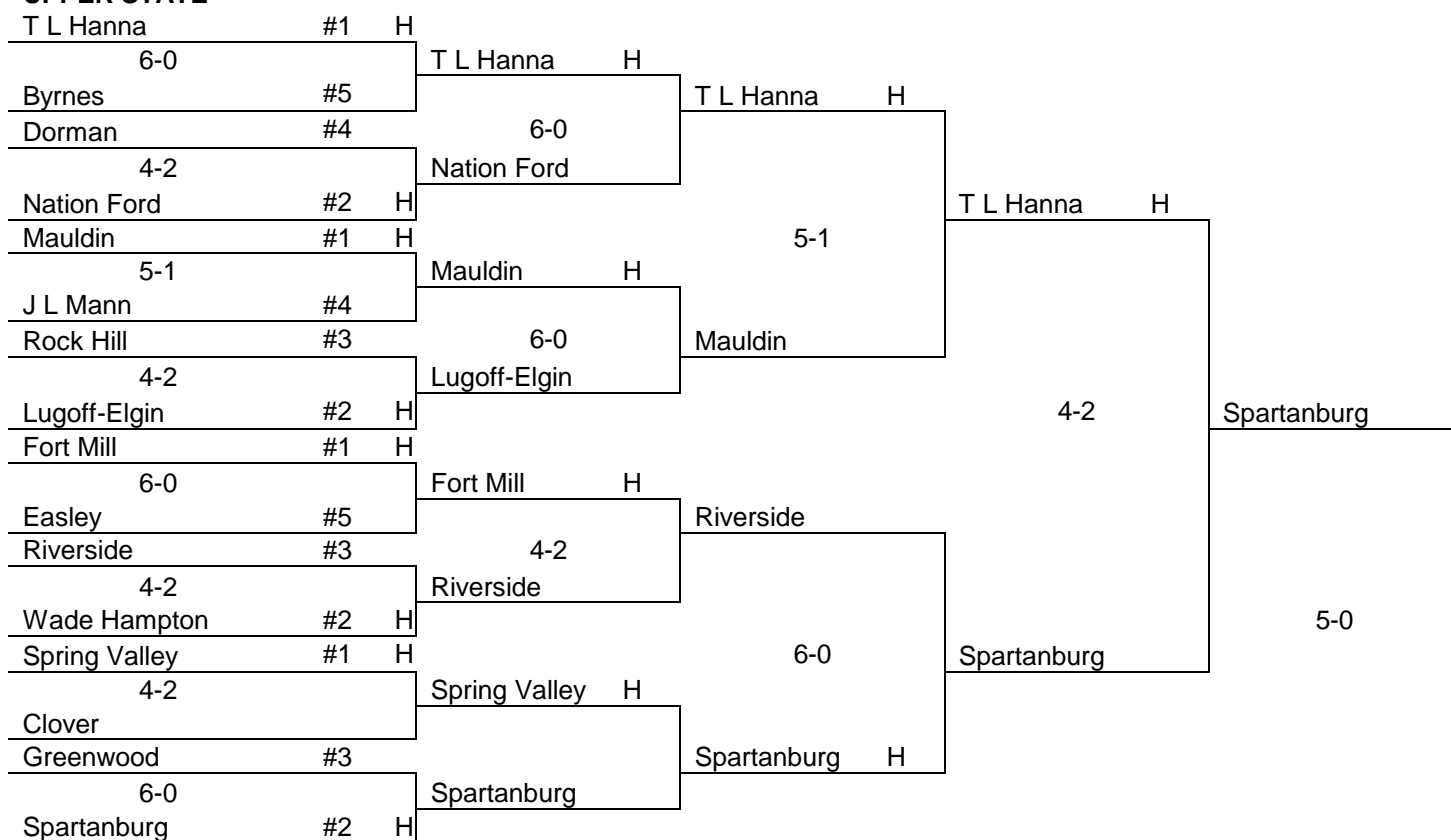 T L Hanna #1 H
6-0 T L Hanna H
Byrnes #5 T L Hanna H
Dorman #4 6-0
4-2 Nation Ford
Nation Ford #2 H T L Hanna H
Mauldin #1 H 5-1
5-1 Mauldin H
J L Mann #4
Rock Hill #3 6-0 Mauldin
4-2 Lugoff-Elgin
Lugoff-Elgin #2 H 4-2 Spartanburg
Fort Mill #1 H
6-0 Fort Mill H
Easley #5 Riverside
Riverside #3 4-2
4-2 Riverside
Wade Hampton #2 H 5-0
Spring Valley #1 H 6-0 Spartanburg
4-2 Spring Valley H
Clover
Greenwood #3 Spartanburg H
6-0 Spartanburg
Spartanburg #2 H